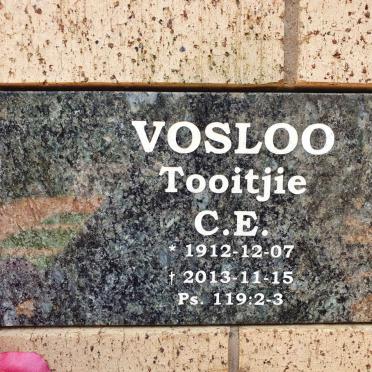 VOSLOO
Tooitjie
C.E.
* 1912-12-07
† 2013-11-15
Ps. 119:2-3